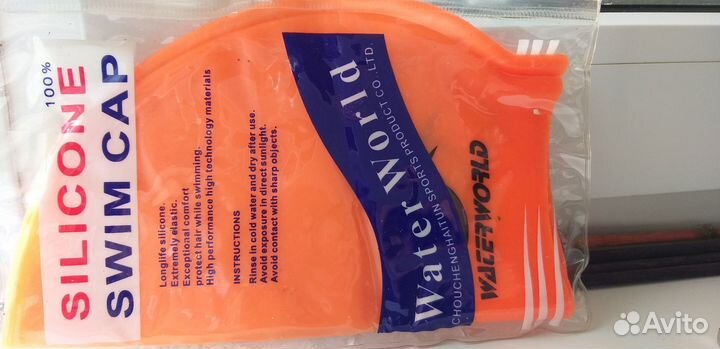 100%
SILICONE
SWIM CAP
Longlife silicone.
Extremely elastic.
Exceptional comfort
protect hair while swimming.
High performance high technology materials
INSTRUCTIONS
Rinse in cold water and dry after use.
Avoid exposure in direct sunlight.
Avoid contact with sharp objects.
Water World
CHOUCHENGHAITUN SPORTS PRODUCT CO.,LTD.
WACERWORLD
Avito